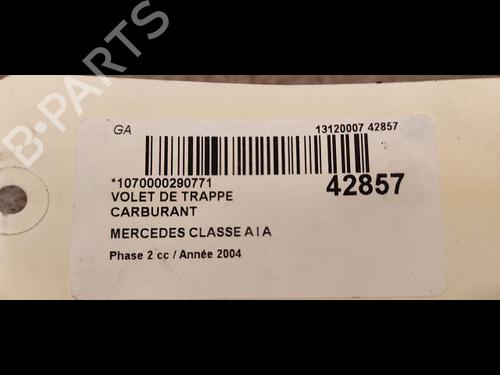 B-PARTS
GA
13120007 42857
*1070000290771
42857
VOLET DE TRAPPE
CARBURANT
MERCEDES CLASSE A I A
Phase 2 cc / Année 2004